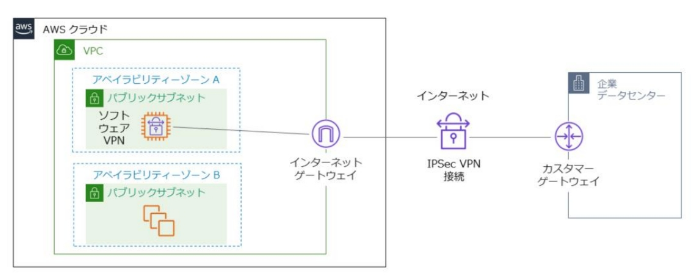 aws
AWS クラウド
VPC
アベイラビリティーゾーン A
パブリックサブネット
ソフト
ウェア
VPN
アベイラビリティーゾーン B
パブリックサブネット
インターネット
ゲートウェイ
インターネット
IPSec VPN
接続
カスタマー
ゲートウェイ
企業
データセンター